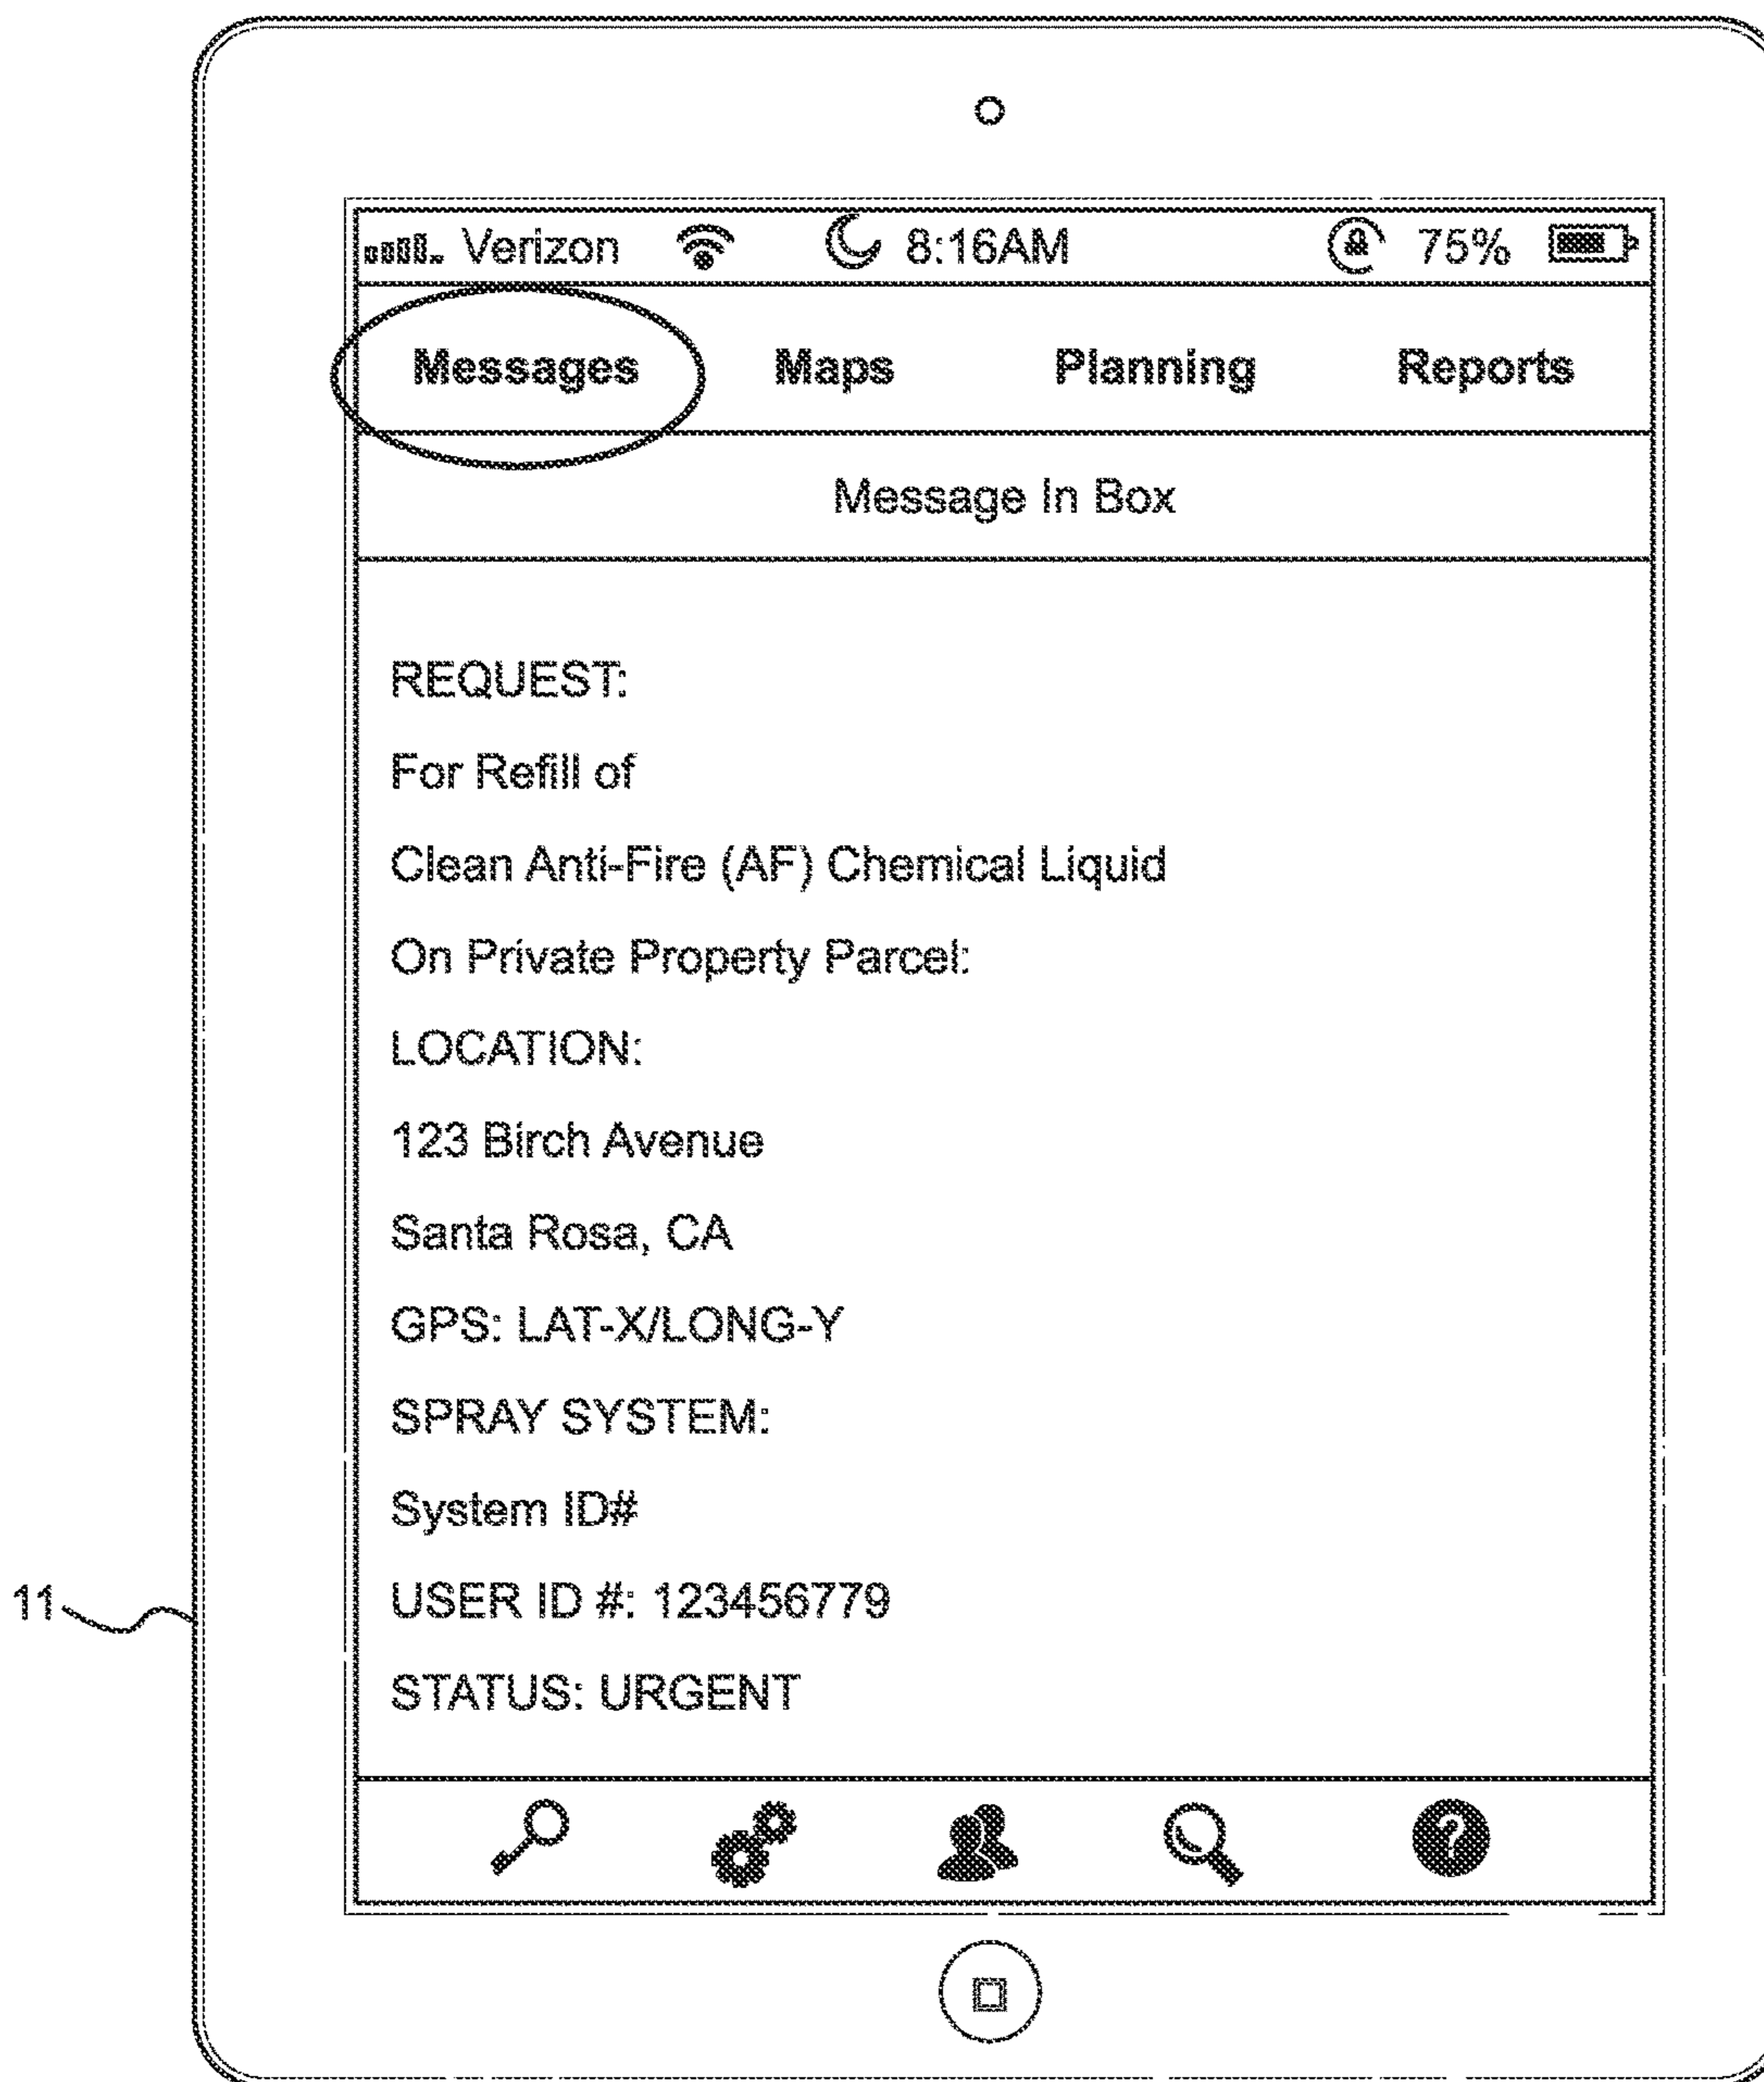 Verizon 8:16AM 75%
Messages Maps Planning Reports
Message In Box
REQUEST:
For Refill of
Clean Anti-Fire (AF) Chemical Liquid
On Private Property Parcel:
LOCATION:
123 Birch Avenue
Santa Rosa, CA
GPS: LAT-X/LONG-Y
SPRAY SYSTEM:
System ID#
11
USER ID #: 123456779
STATUS: URGENT
?